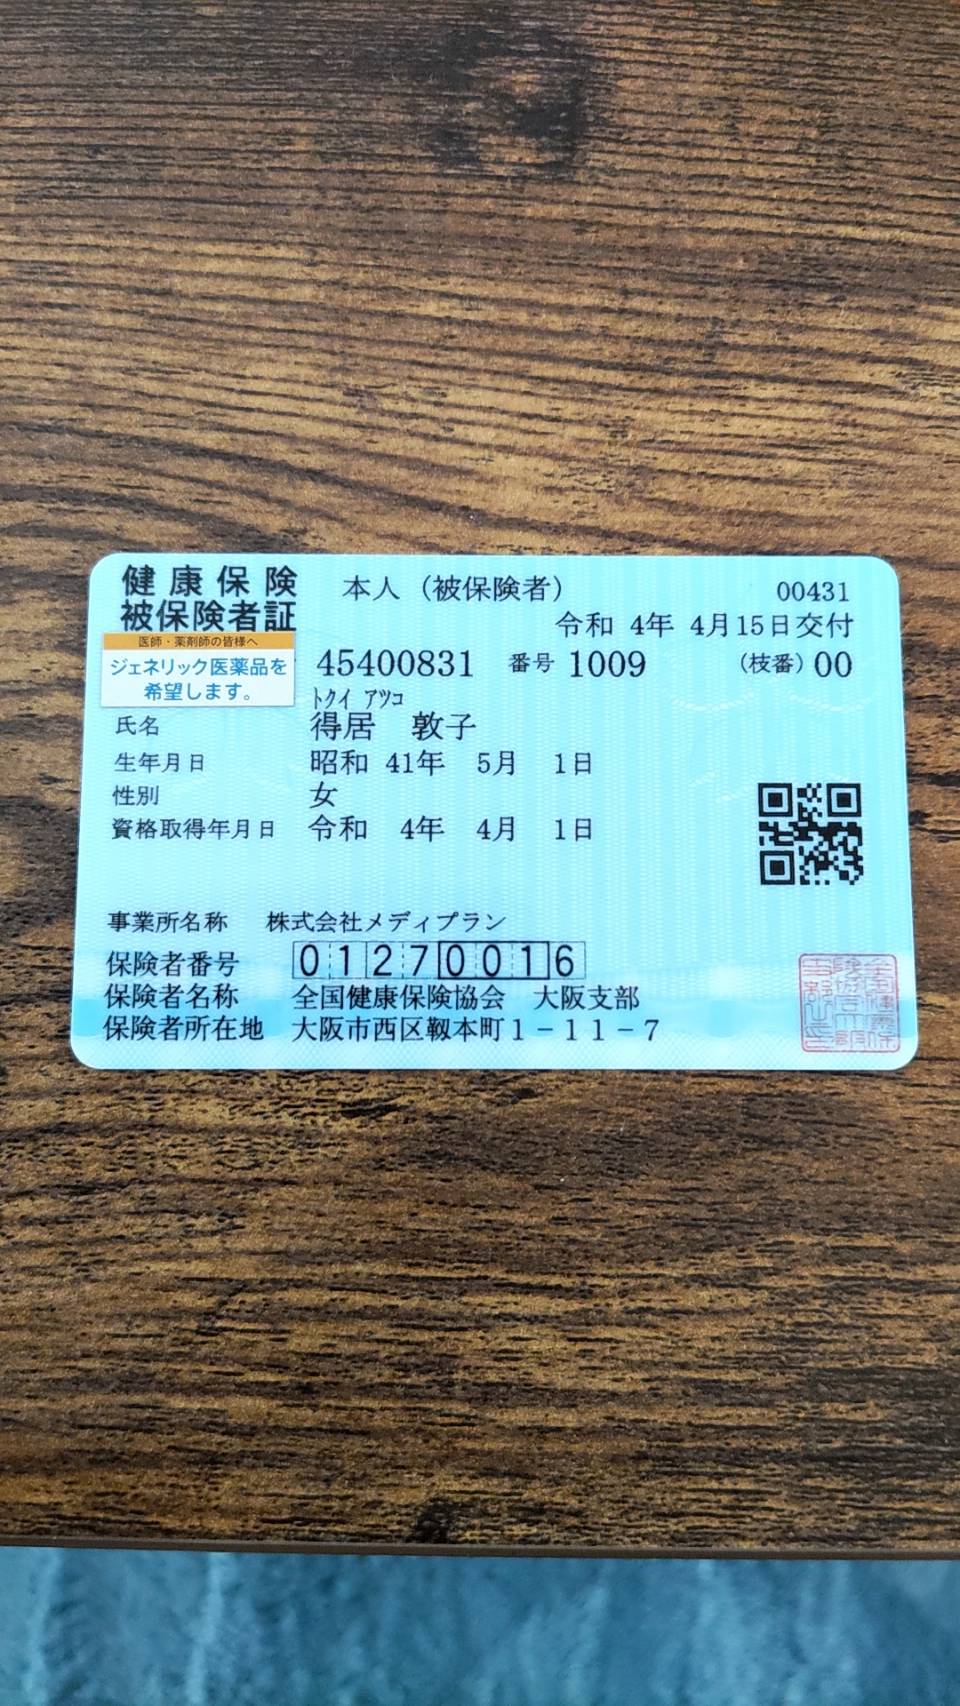 健康保険
被保険者証
本人（被保険者）
00431
令和 4年 4月15日交付
医師・薬剤師の皆様へ
ジェネリック医薬品を
希望します。
45400831 番号 1009 （枝番）00
ﾄｸｲ ｱﾂｺ
氏名 得居 敦子
生年月日 昭和 41年 5月 1日
性別 女
資格取得年月日 令和 4年 4月 1日
事業所名称 株式会社メディプラン
保険者番号 01270016
保険者名称 全国健康保険協会 大阪支部
保険者所在地 大阪市西区靱本町1－11－7